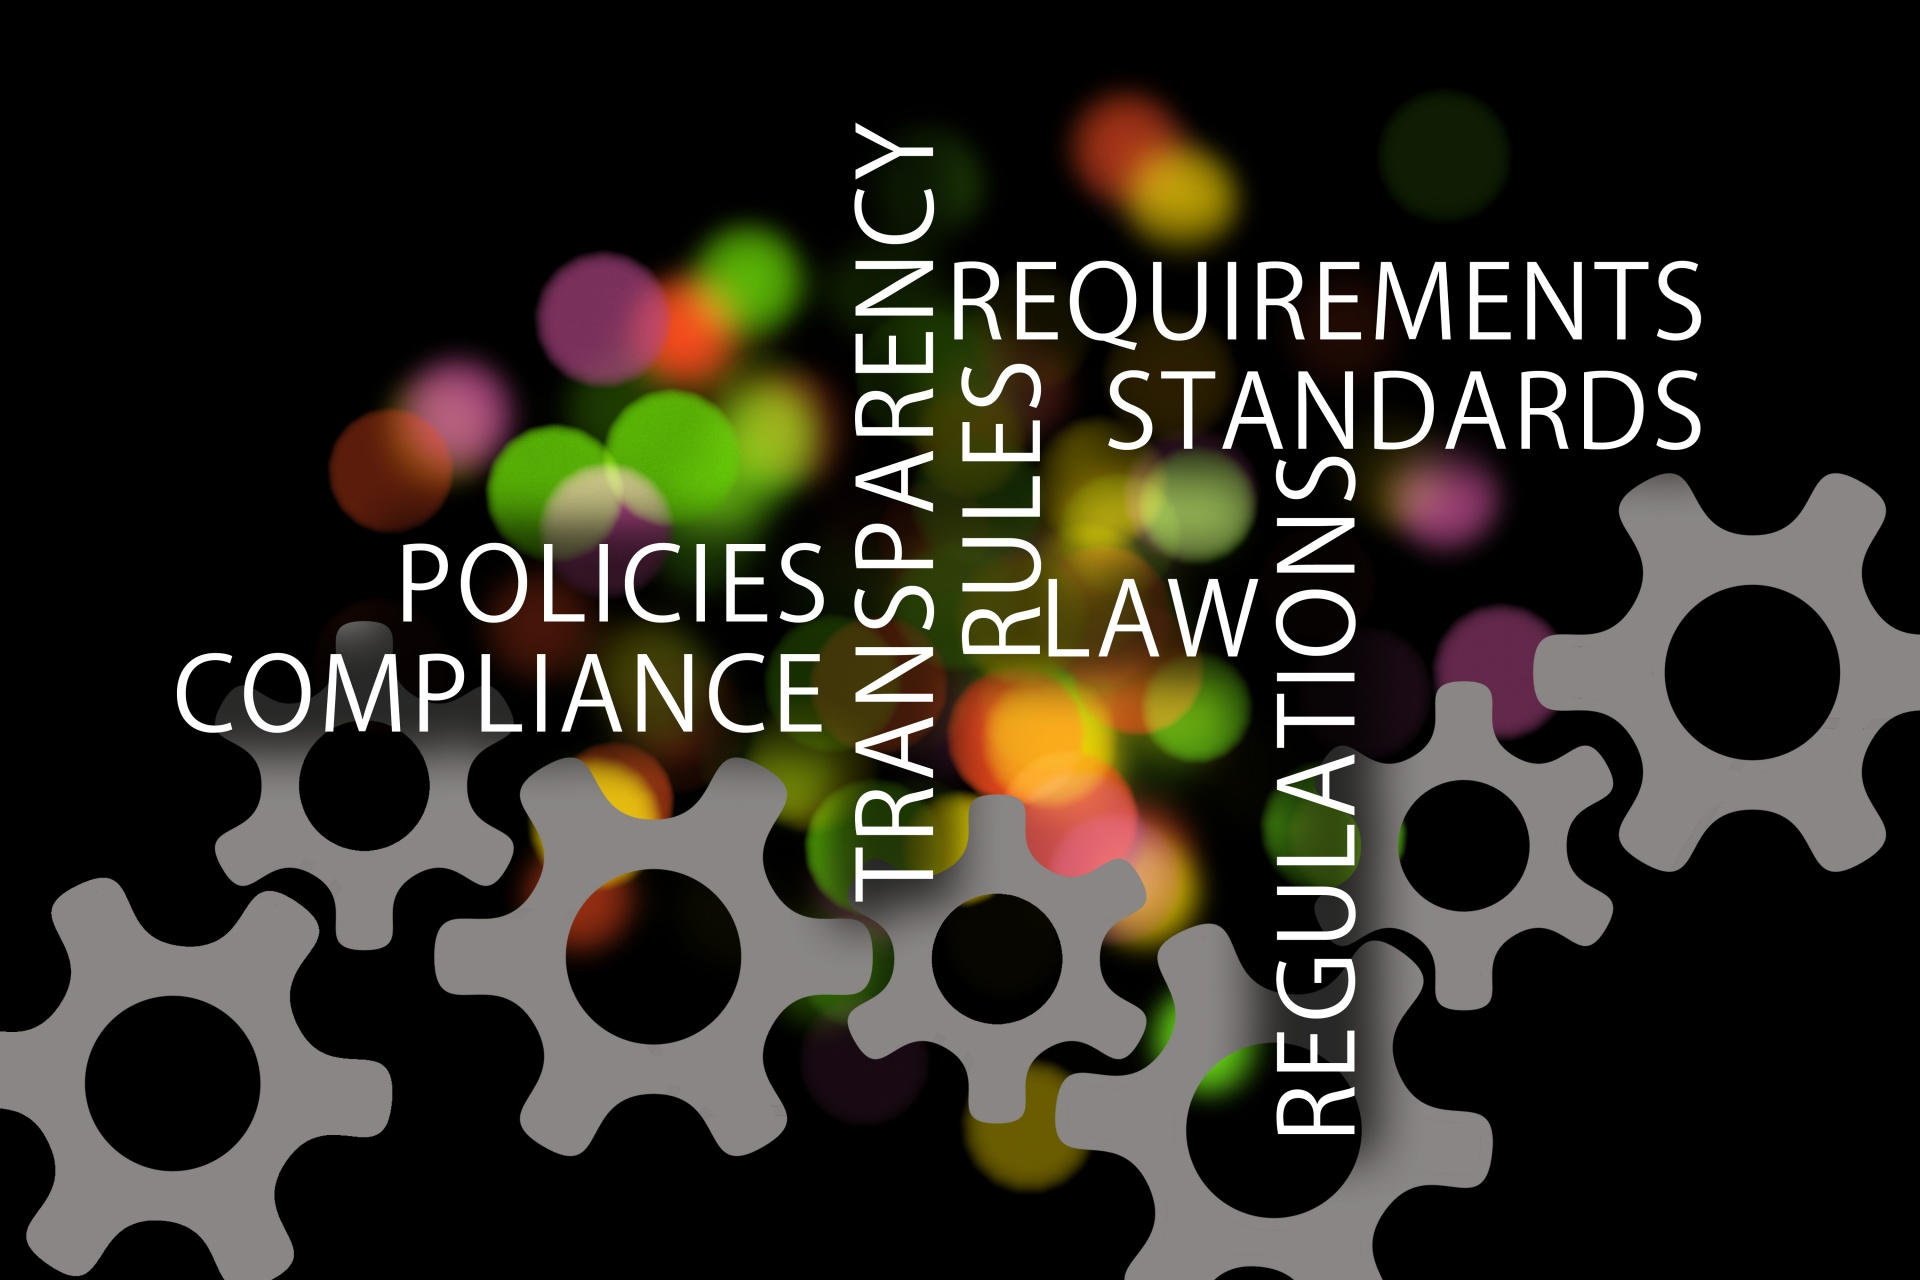 TRANSPARENCY
REQUIREMENTS
STANDARDS
RULES
POLICIES
LAW
COMPLIANCE
REGULATIONS